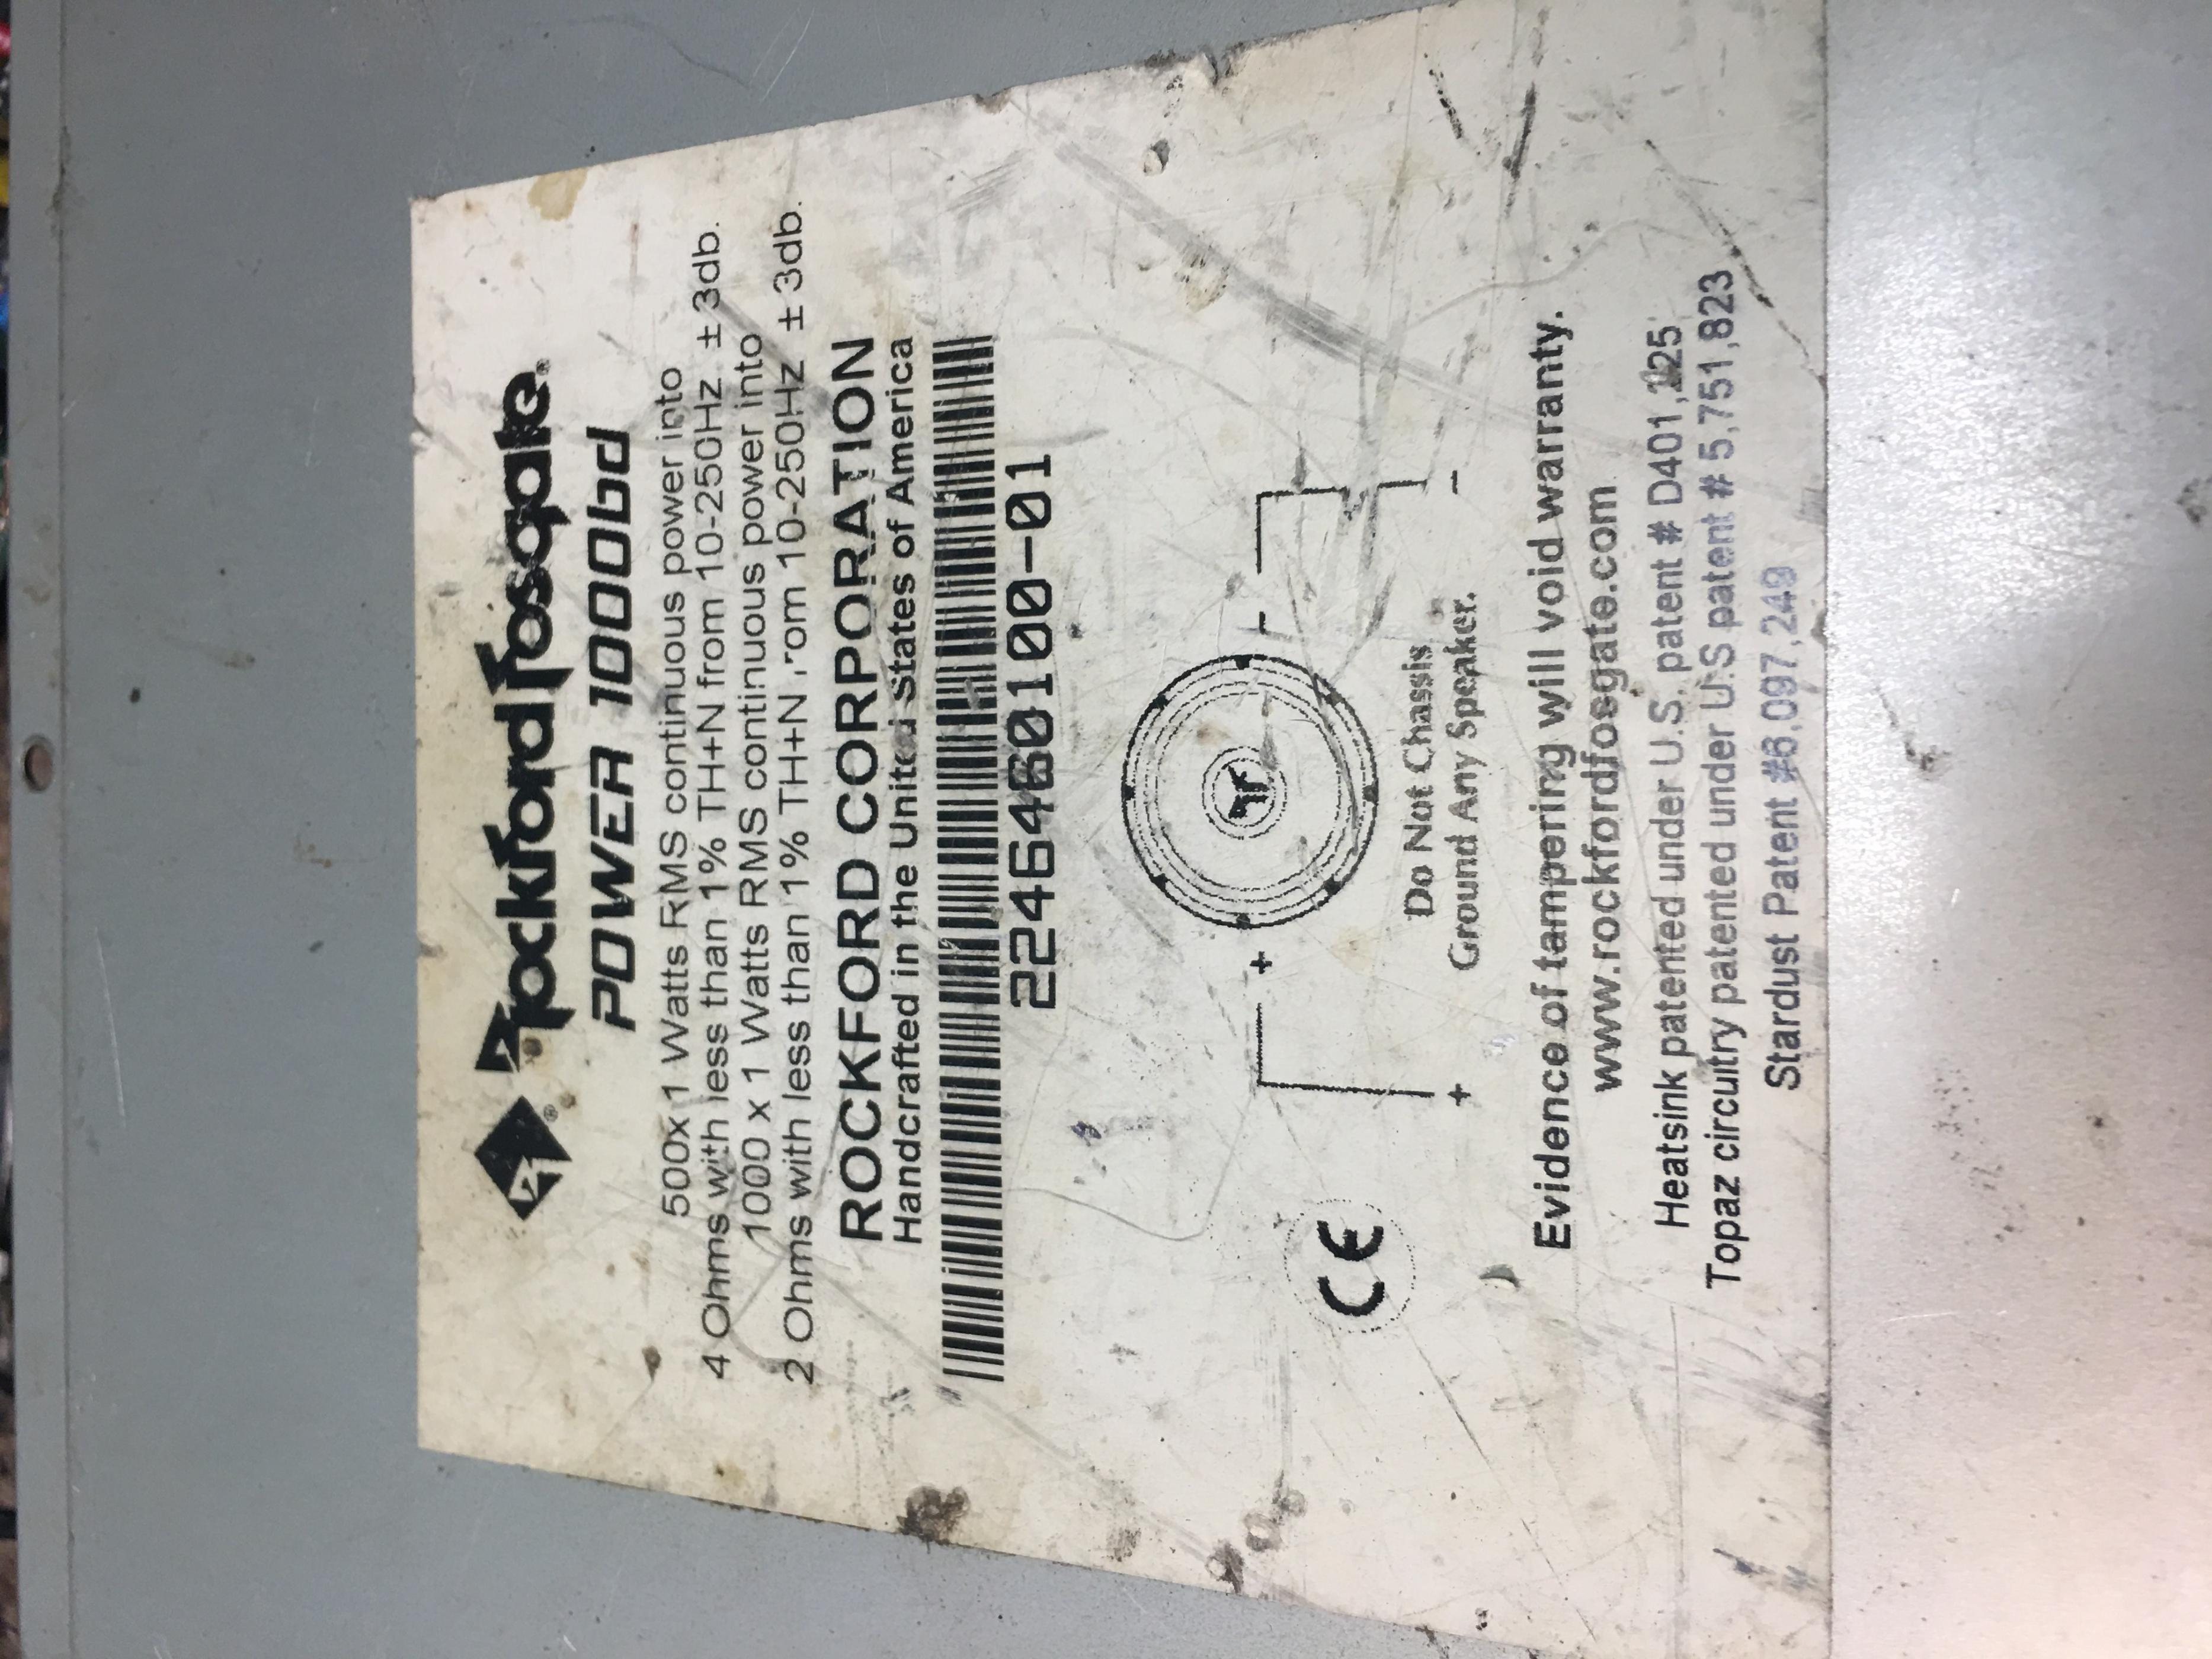 Rockford Fosgate®
POWER 1000bd
500x 1 Watts RMS continuous power into
4 Ohms with less than 1% TH+N from 10-250Hz ± 3db.
1000 x 1 Watts RMS continuous power into
2 Ohms with less than 1% TH+N from 10-250Hz ± 3db.
ROCKFORD CORPORATION
Handcrafted in the United States of America
2246460100-01
+ -
CE
Do Not Chassis
Ground Any Speaker.
+ -
Evidence of tampering will void warranty.
www.rockfordfosgate.com
Heatsink patented under U.S. patent # D401,125
Topaz circuitry patented under U.S patent # 5,751,823
Stardust Patent #6,097,249